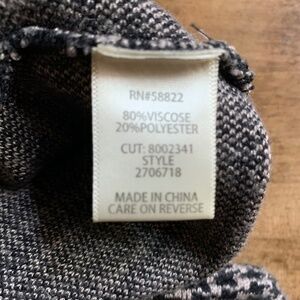 RN#58822
80%VISCOSE
20%POLYESTER
CUT: 8002341
STYLE
2706718
MADE IN CHINA
CARE ON REVERSE